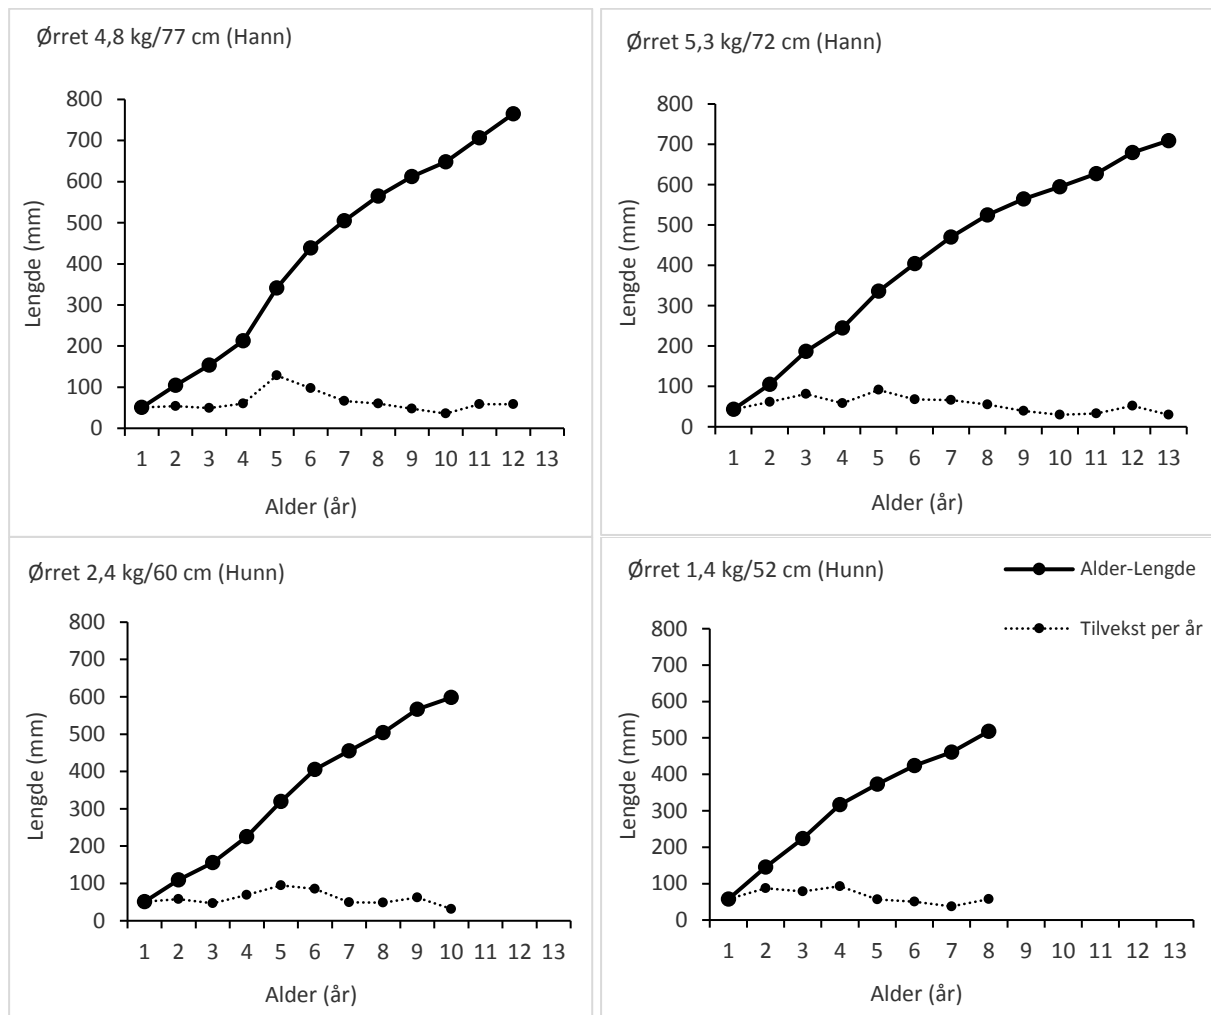 Ørret 4,8 kg/77 cm (Hann)
800
700
600
500
400
300
200
100
0
Lengde (mm)
1 2 3 4 5 6 7 8 9 10 11 12 13
Alder (år)
Ørret 5,3 kg/72 cm (Hann)
800
700
600
500
400
300
200
100
0
Lengde (mm)
1 2 3 4 5 6 7 8 9 10 11 12 13
Alder (år)
Ørret 2,4 kg/60 cm (Hunn)
800
700
600
500
400
300
200
100
0
Lengde (mm)
1 2 3 4 5 6 7 8 9 10 11 12 13
Alder (år)
Ørret 1,4 kg/52 cm (Hunn)
Alder-Lengde
Tilvekst per år
800
700
600
500
400
300
200
100
0
Lengde (mm)
1 2 3 4 5 6 7 8 9 10 11 12 13
Alder (år)